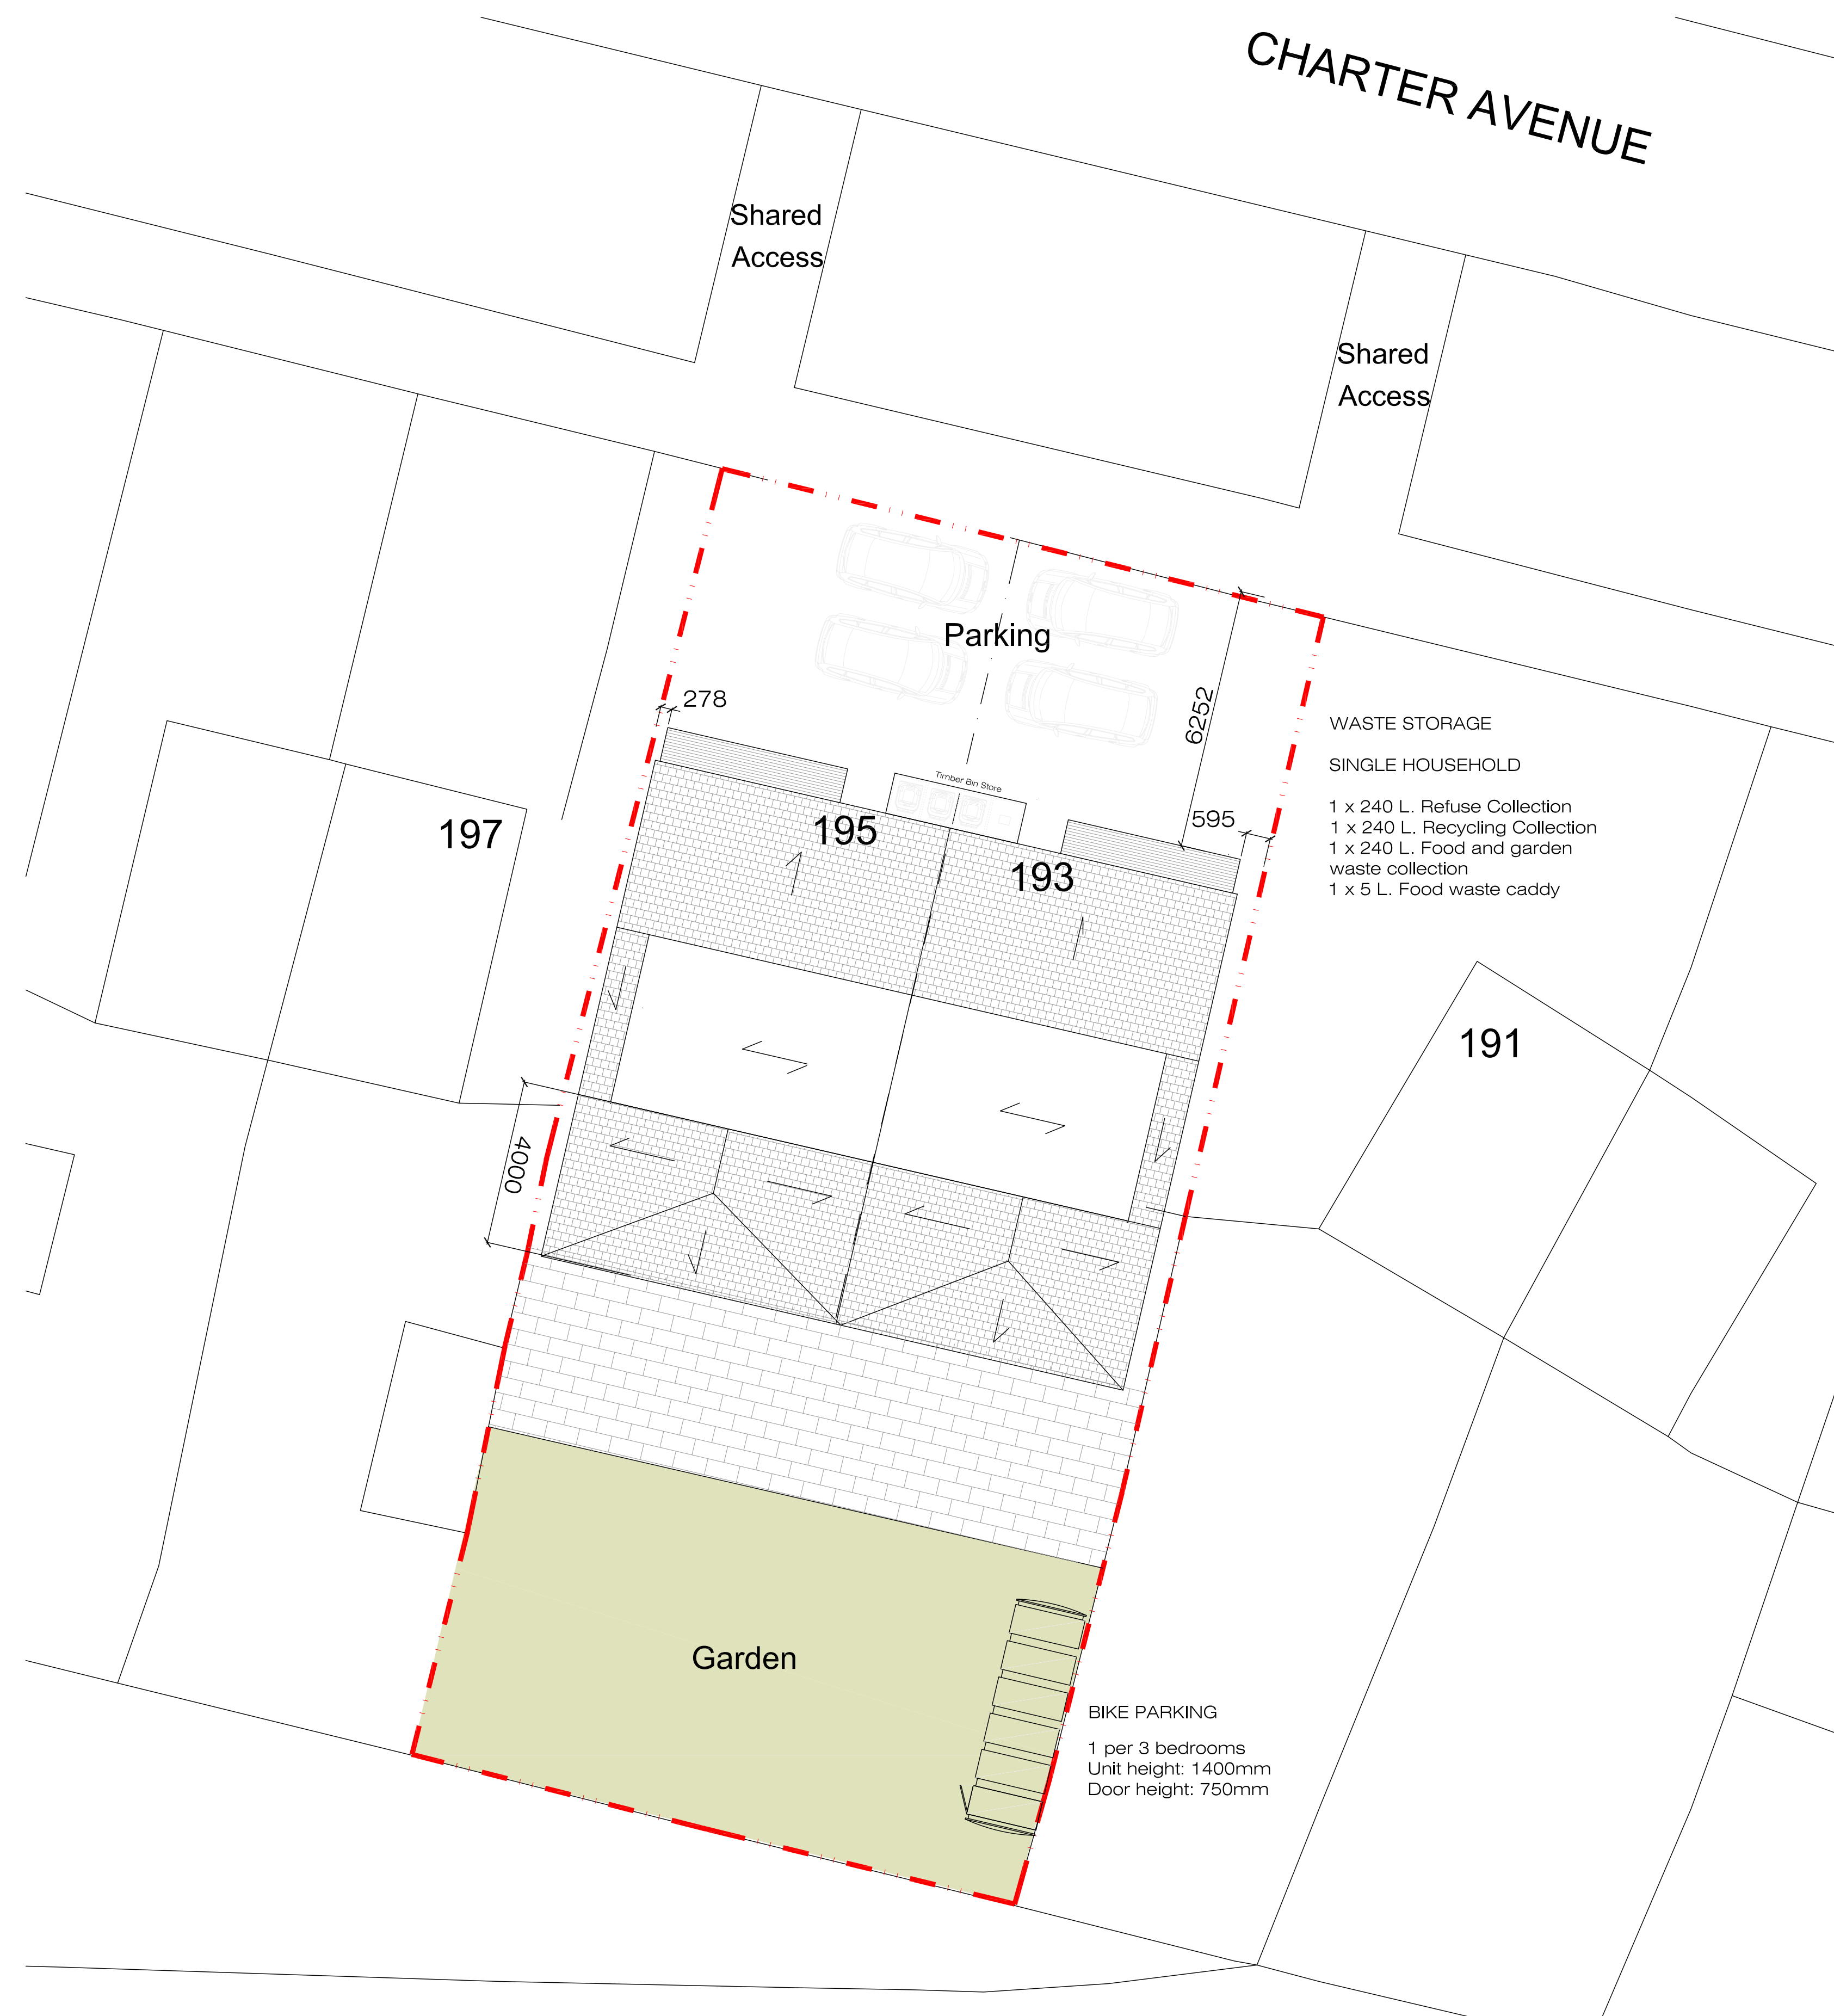 CHARTER AVENUE
Shared
Access
Shared
Access
Parking
278
6252
WASTE STORAGE
SINGLE HOUSEHOLD
1 x 240 L. Refuse Collection
1 x 240 L. Recycling Collection
1 x 240 L. Food and garden
waste collection
1 x 5 L. Food waste caddy
Timber Bin Store
595
197
195
193
191
4000
Garden
BIKE PARKING
1 per 3 bedrooms
Unit height: 1400mm
Door height: 750mm